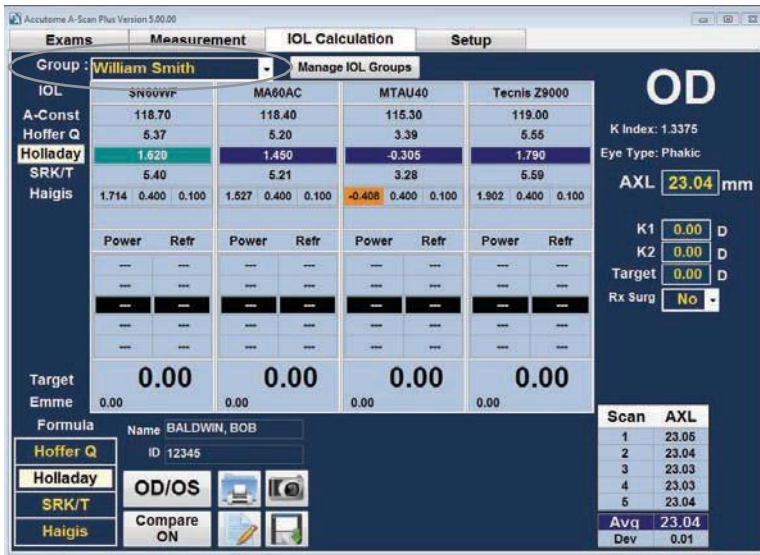 Accutome A-Scan Plus Version 5.00.00
Exams Measurement IOL Calculation Setup
Group : William Smith Manage IOL Groups
OD
IOL SN60WF MA60AC MTAU40 Tecnis Z9000
A-Const 118.70 118.40 115.30 119.00
K Index: 1.3375
Hoffer Q 5.37 5.20 3.39 5.55
Holladay 1.620 1.450 -0.305 1.790
Eye Type: Phakic
SRK/T 5.40 5.21 3.28 5.59
AXL 23.04 mm
Haigis 1.714 0.400 0.100 1.527 0.400 0.100 -0.408 0.400 0.100 1.902 0.400 0.100
K1 0.00 D
Power Refr Power Refr Power Refr Power Refr
K2 0.00 D
--- --- --- --- --- --- --- ---
Target 0.00 D
--- --- --- --- --- --- --- ---
Rx Surg No
--- --- --- --- --- --- --- ---
--- --- --- --- --- --- --- ---
--- --- --- --- --- --- --- ---
Target 0.00 0.00 0.00 0.00
Emme 0.00 0.00 0.00 0.00
Formula
Hoffer Q
Holladay
SRK/T
Haigis
Name BALDWIN, BOB
ID 12345
OD/OS
Compare
ON
Scan AXL
1 23.05
2 23.04
3 23.03
4 23.03
5 23.04
Avg 23.04
Dev 0.01